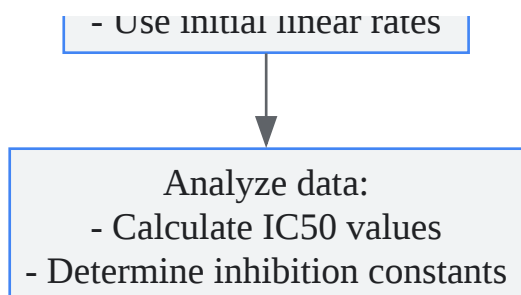 - Use initial linear rates
Analyze data:
- Calculate IC50 values
- Determine inhibition constants